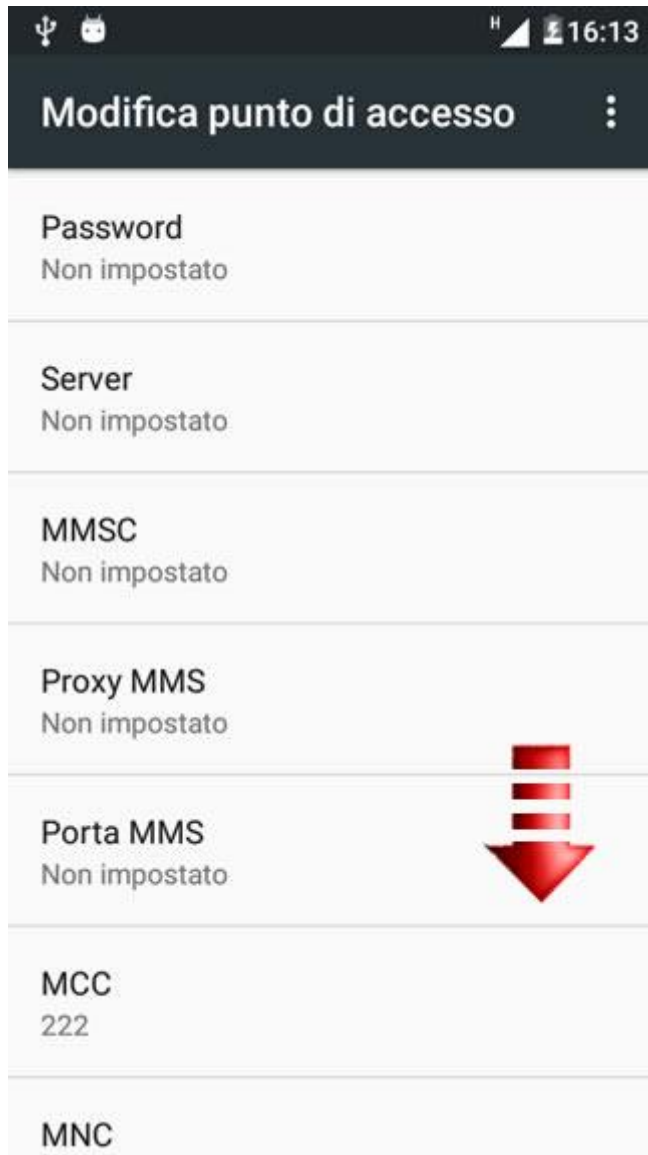 H 16:13
Modifica punto di accesso
Password
Non impostato
Server
Non impostato
MMSC
Non impostato
Proxy MMS
Non impostato
Porta MMS
Non impostato
MCC
222
MNC